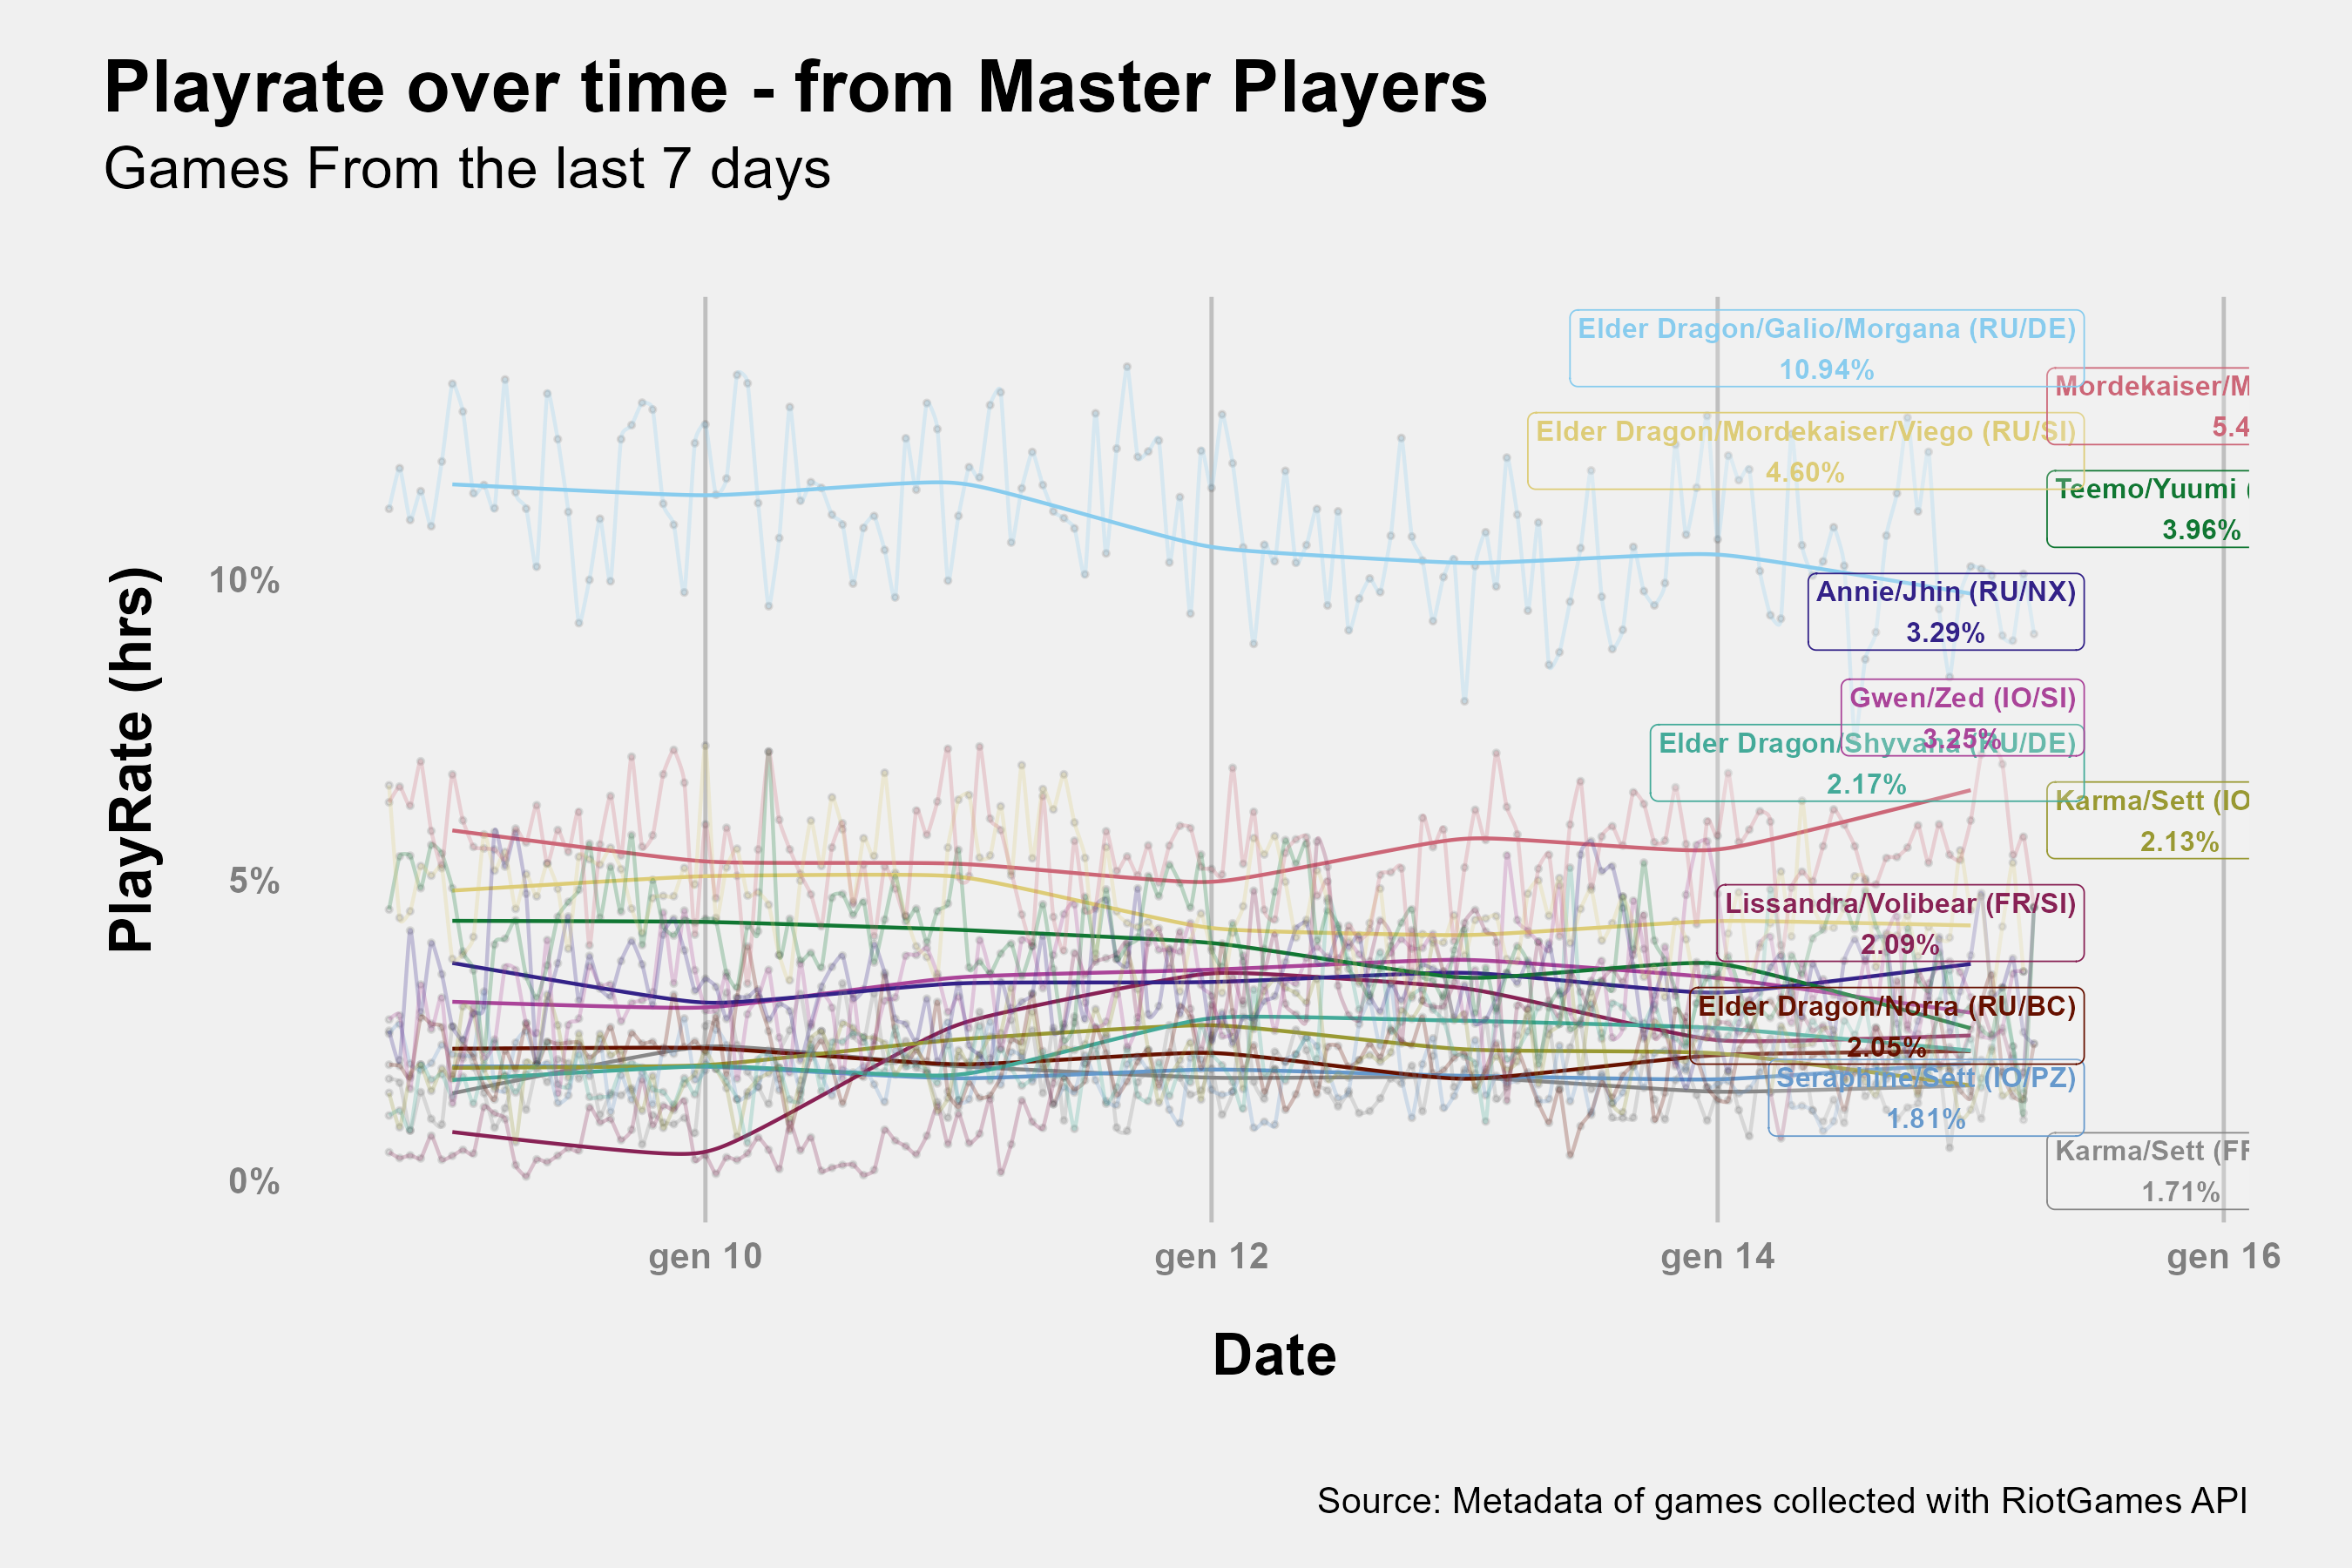 Playrate over time - from Master Players
Games From the last 7 days
PlayRate (hrs)
10%
5%
0%
Elder Dragon/Galio/Morgana (RU/DE)
10.94%
Mordekaiser/M
5.4
Elder Dragon/Mordekaiser/Viego (RU/SI)
4.60%
Teemo/Yuumi (
3.96%
Annie/Jhin (RU/NX)
3.29%
Gwen/Zed (IO/SI)
3.25%
Elder Dragon/Shyvana (RU/DE)
2.17%
Karma/Sett (IO
2.13%
Lissandra/Volibear (FR/SI)
2.09%
Elder Dragon/Norra (RU/BC)
2.05%
Seraphine/Sett (IO/PZ)
1.81%
Karma/Sett (FR
1.71%
gen 10
gen 12
gen 14
gen 16
Date
Source: Metadata of games collected with RiotGames API